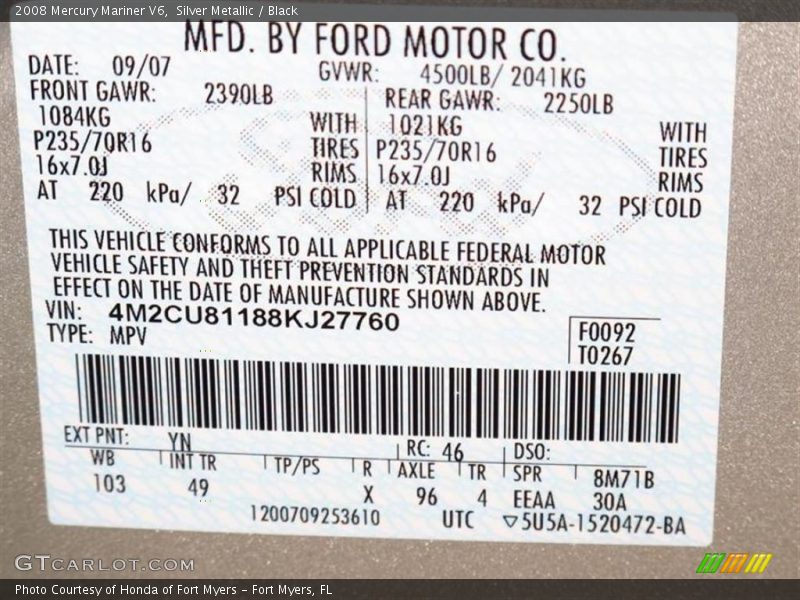 2008 Mercury Mariner V6, Silver Metallic / Black
MFD. BY FORD MOTOR CO.
DATE: 09/07 GVWR: 4500LB/ 2041KG
FRONT GAWR: 2390LB REAR GAWR: 2250LB
1084KG WITH 1021KG WITH
P235/70R16 TIRES P235/70R16 TIRES
16x7.0J RIMS 16x7.0J RIMS
AT 220 kPa/ 32 PSI COLD AT 220 kPa/ 32 PSI COLD
THIS VEHICLE CONFORMS TO ALL APPLICABLE FEDERAL MOTOR
VEHICLE SAFETY AND THEFT PREVENTION STANDARDS IN
EFFECT ON THE DATE OF MANUFACTURE SHOWN ABOVE.
VIN: 4M2CU81188KJ27760
TYPE: MPV
F0092
T0267
EXT PNT: YN RC: 46 DSO:
WB INT TR TP/PS R AXLE TR SPR 8M71B
103 49 X 96 4 EEAA 30A
1200709253610 UTC ▽5U5A-1520472-BA
GTCARLOT.COM
Photo Courtesy of Honda of Fort Myers – Fort Myers, FL